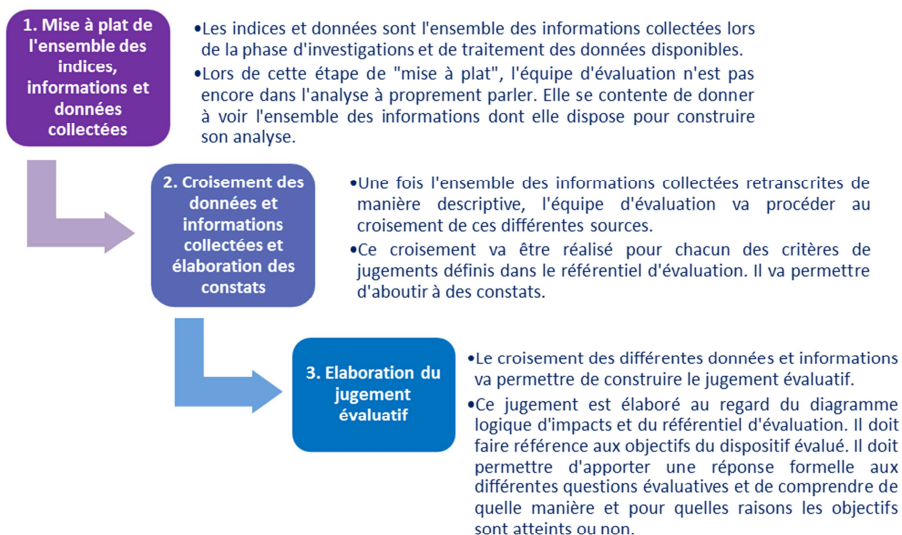 1. Mise à plat de
l'ensemble des
indices,
informations et
données
collectées
•Les indices et données sont l'ensemble des informations collectées lors
de la phase d'investigations et de traitement des données disponibles.
•Lors de cette étape de "mise à plat", l'équipe d'évaluation n'est pas
encore dans l'analyse à proprement parler. Elle se contente de donner
à voir l'ensemble des informations dont elle dispose pour construire
son analyse.
2. Croisement des
données et
informations
collectées et
élaboration des
constats
•Une fois l'ensemble des informations collectées retranscrites de
manière descriptive, l'équipe d'évaluation va procéder au
croisement de ces différentes sources.
•Ce croisement va être réalisé pour chacun des critères de
jugements définis dans le référentiel d'évaluation. Il va permettre
d'aboutir à des constats.
3. Elaboration du
jugement
évaluatif
•Le croisement des différentes données et informations
va permettre de construire le jugement évaluatif.
•Ce jugement est élaboré au regard du diagramme
logique d'impacts et du référentiel d'évaluation. Il doit
faire référence aux objectifs du dispositif évalué. Il doit
permettre d'apporter une réponse formelle aux
différentes questions évaluatives et de comprendre de
quelle manière et pour quelles raisons les objectifs
sont atteints ou non.